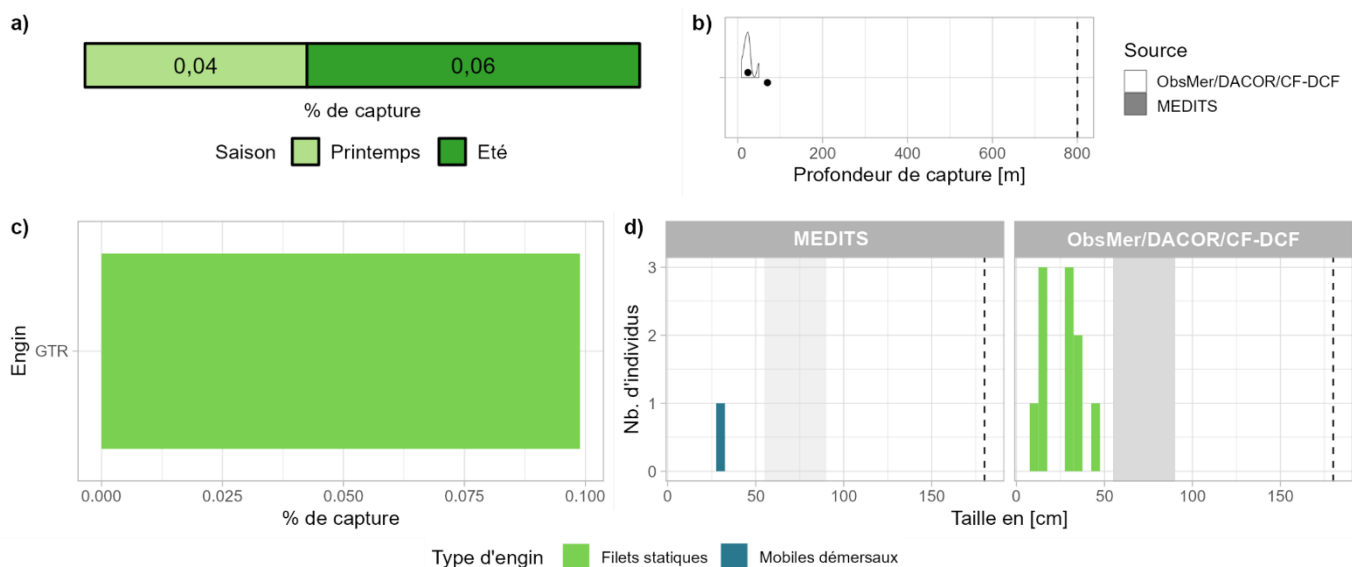 a)
0,04 0,06
% de capture
Saison Printemps Eté
b)
0 200 400 600 800
Profondeur de capture [m]
Source
ObsMer/DACOR/CF-DCF
MEDITS
c)
Engin
GTR
0.000 0.025 0.050 0.075 0.100
% de capture
d)
MEDITS ObsMer/DACOR/CF-DCF
Nb. d'individus
3
2
1
0
0 50 100 150 0 50 100 150
Taille en [cm]
Type d'engin Filets statiques Mobiles démersaux